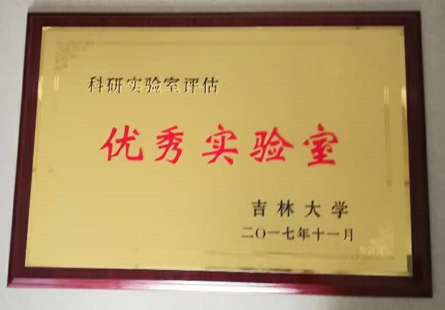 科研实验室评估
优秀实验室
吉林大学
二〇一七年十一月